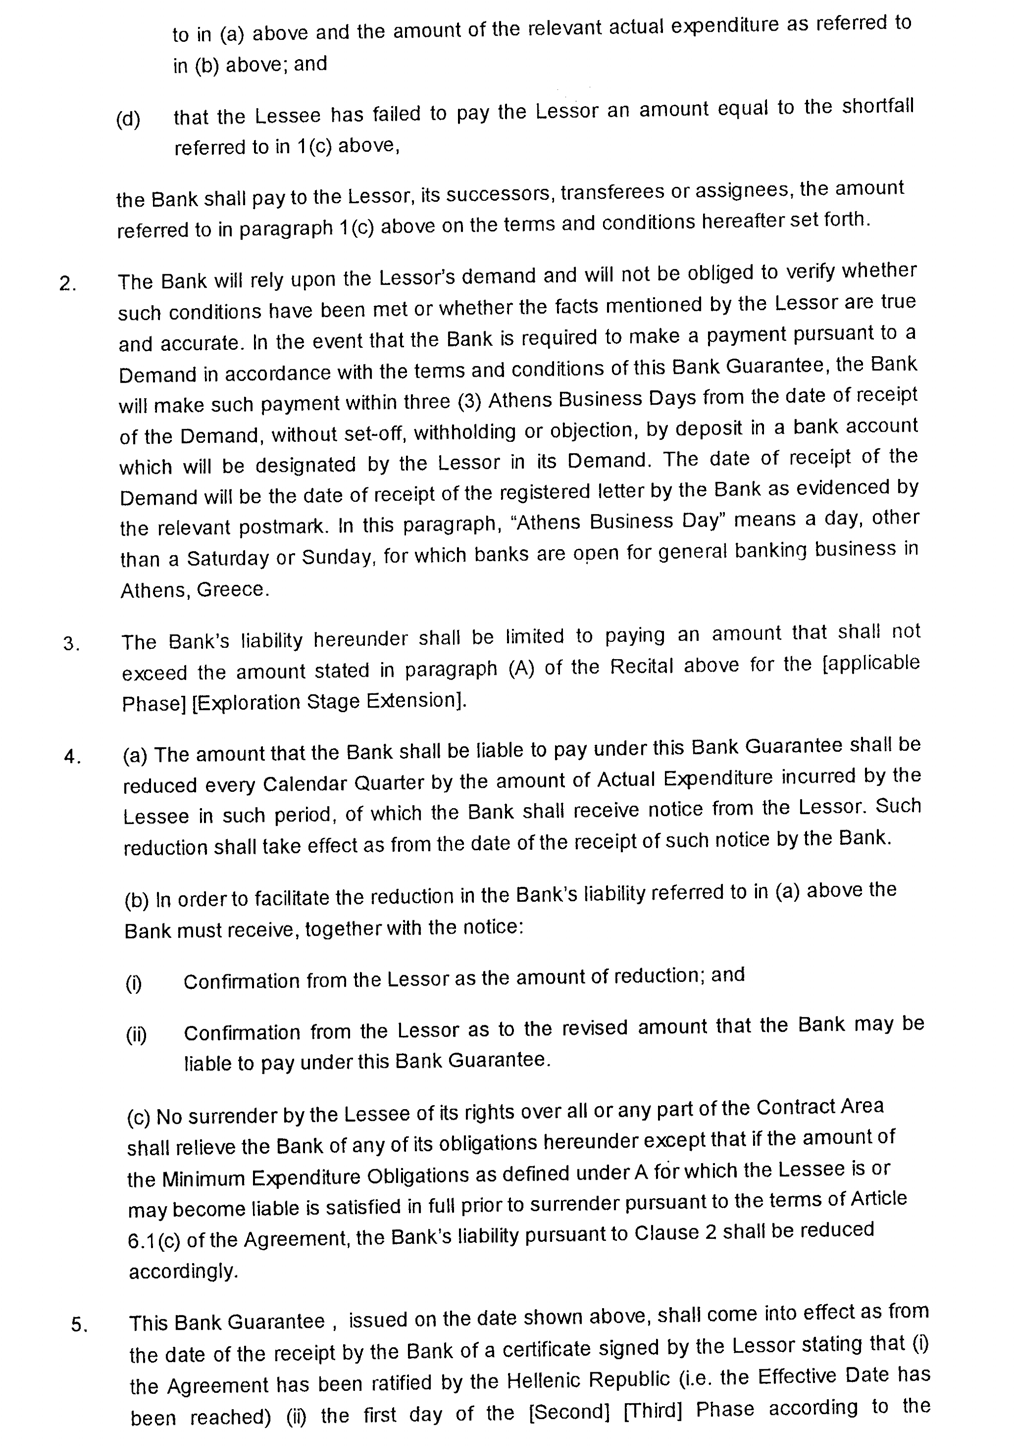 to in (a) above and the amount of the relevant actual expenditure as referred to
in (b) above; and
(d) that the Lessee has failed to pay the Lessor an amount equal to the shortfall
referred to in 1(c) above,
the Bank shall pay to the Lessor, its successors, transferees or assignees, the amount
referred to in paragraph 1(c) above on the terms and conditions hereafter set forth.
2. The Bank will rely upon the Lessor's demand and will not be obliged to verify whether
such conditions have been met or whether the facts mentioned by the Lessor are true
and accurate. In the event that the Bank is required to make a payment pursuant to a
Demand in accordance with the terms and conditions of this Bank Guarantee, the Bank
will make such payment within three (3) Athens Business Days from the date of receipt
of the Demand, without set-off, withholding or objection, by deposit in a bank account
which will be designated by the Lessor in its Demand. The date of receipt of the
Demand will be the date of receipt of the registered letter by the Bank as evidenced by
the relevant postmark. In this paragraph, “Athens Business Day” means a day, other
than a Saturday or Sunday, for which banks are open for general banking business in
Athens, Greece.
3. The Bank's liability hereunder shall be limited to paying an amount that shall not
exceed the amount stated in paragraph (A) of the Recital above for the [applicable
Phase] [Exploration Stage Extension].
4. (a) The amount that the Bank shall be liable to pay under this Bank Guarantee shall be
reduced every Calendar Quarter by the amount of Actual Expenditure incurred by the
Lessee in such period, of which the Bank shall receive notice from the Lessor. Such
reduction shall take effect as from the date of the receipt of such notice by the Bank.
(b) In order to facilitate the reduction in the Bank's liability referred to in (a) above the
Bank must receive, together with the notice:
(i) Confirmation from the Lessor as the amount of reduction; and
(ii) Confirmation from the Lessor as to the revised amount that the Bank may be
liable to pay under this Bank Guarantee.
(c) No surrender by the Lessee of its rights over all or any part of the Contract Area
shall relieve the Bank of any of its obligations hereunder except that if the amount of
the Minimum Expenditure Obligations as defined under A for which the Lessee is or
may become liable is satisfied in full prior to surrender pursuant to the terms of Article
6.1(c) of the Agreement, the Bank's liability pursuant to Clause 2 shall be reduced
accordingly.
5. This Bank Guarantee , issued on the date shown above, shall come into effect as from
the date of the receipt by the Bank of a certificate signed by the Lessor stating that (i)
the Agreement has been ratified by the Hellenic Republic (i.e. the Effective Date has
been reached) (ii) the first day of the [Second] [Third] Phase according to the